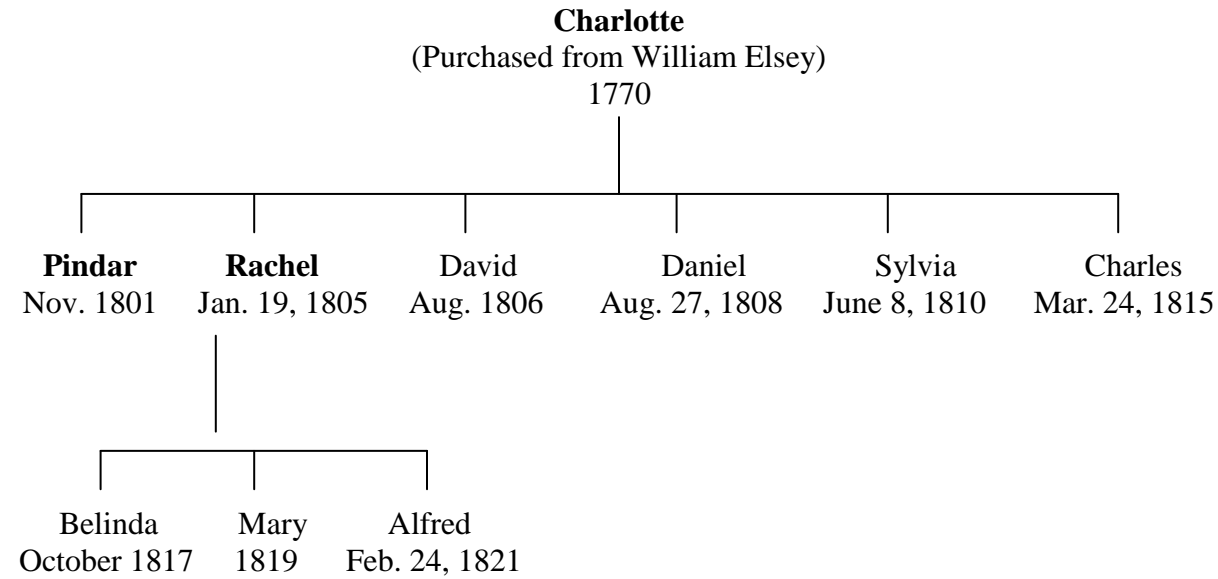 Charlotte
(Purchased from William Elsey)
1770
Pindar Rachel David Daniel Sylvia Charles
Nov. 1801 Jan. 19, 1805 Aug. 1806 Aug. 27, 1808 June 8, 1810 Mar. 24, 1815
Belinda Mary Alfred
October 1817 1819 Feb. 24, 1821